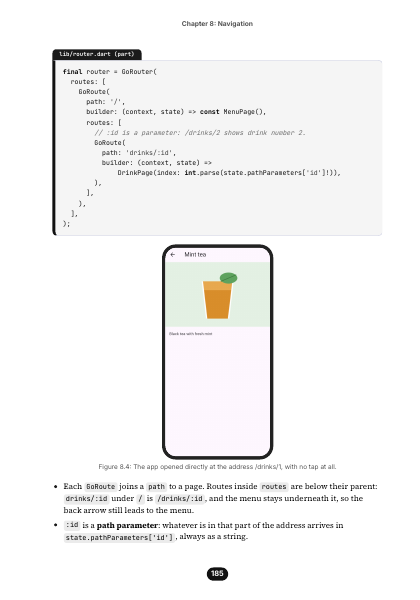 Chapter 8: Navigation
lib/router.dart (part)
final router = GoRouter(
  routes: [
    GoRoute(
      path: '/',
      builder: (context, state) => const MenuPage(),
      routes: [
        // :id is a parameter: /drinks/2 shows drink number 2.
        GoRoute(
          path: 'drinks/:id',
          builder: (context, state) =>
              DrinkPage(index: int.parse(state.pathParameters['id']!)),
        ),
      ],
    ),
  ],
);
← Mint tea
Black tea with fresh mint
Figure 8.4: The app opened directly at the address /drinks/1, with no tap at all.
• Each GoRoute joins a path to a page. Routes inside routes are below their parent:
drinks/:id under / is /drinks/:id, and the menu stays underneath it, so the
back arrow still leads to the menu.
• :id is a path parameter: whatever is in that part of the address arrives in
state.pathParameters['id'], always as a string.
185